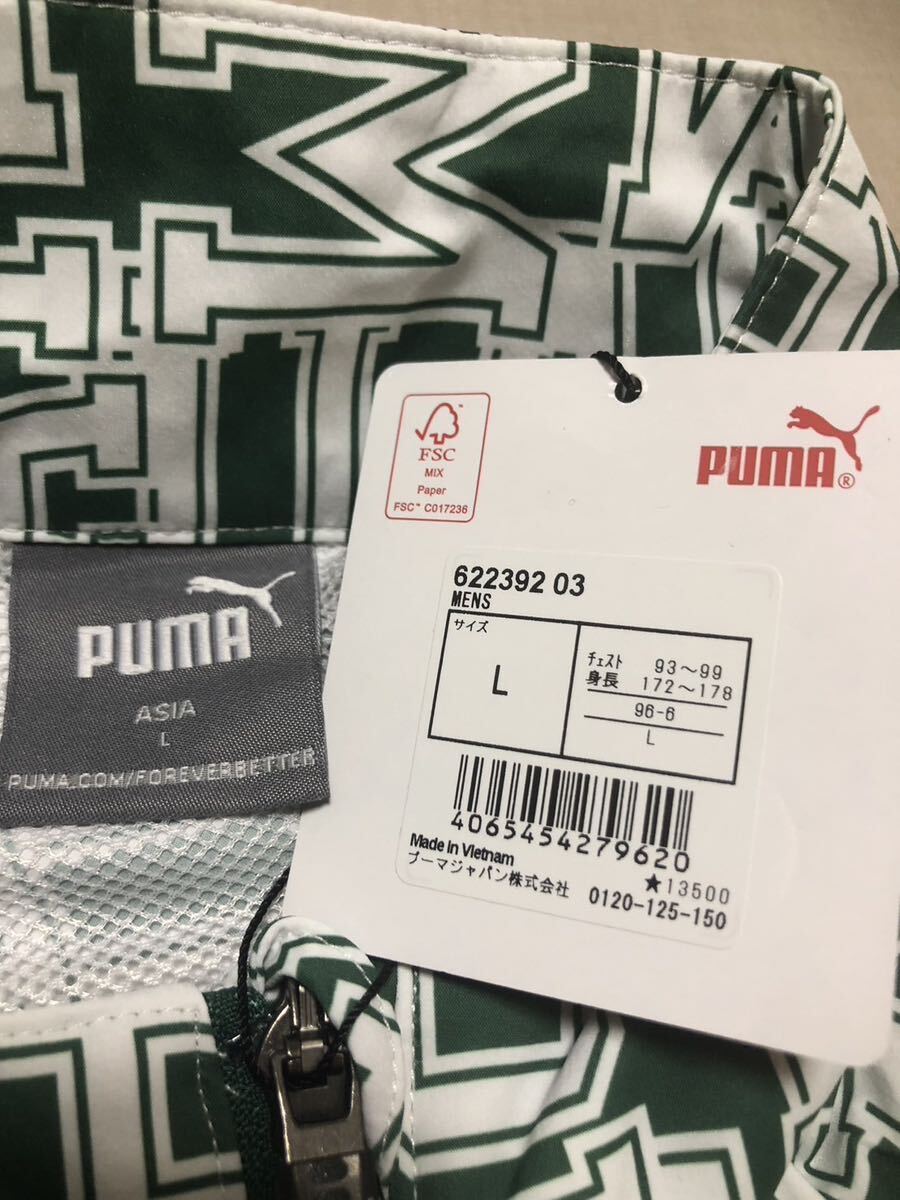 FSC
MIX
Paper
FSC™ C017236
PUMA®
622392 03
MENS
サイズ
L
チェスト 93～99
身長 172～178
96-6
L
4065454279620
Made in Vietnam
プーマジャパン株式会社
★13500
0120-125-150
PUMA
ASIA
L
PUMA.COM/FOREVERBETTER